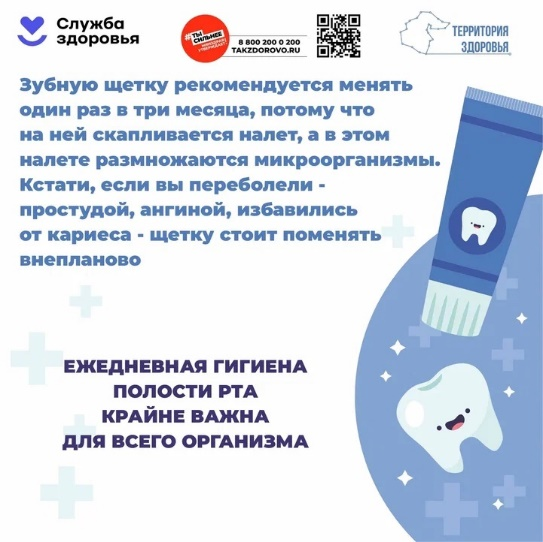 Служба
здоровья
#ТЫ
СИЛЬНЕЕ
8 800 200 0 200
TAKZDOROVO.RU
ТЕРРИТОРИЯ
ЗДОРОВЬЯ
Зубную щетку рекомендуется менять
один раз в три месяца, потому что
на ней скапливается налет, а в этом
налете размножаются микроорганизмы.
Кстати, если вы переболели -
простудой, ангиной, избавились
от кариеса - щетку стоит поменять
внепланово
ЕЖЕДНЕВНАЯ ГИГИЕНА
ПОЛОСТИ РТА
КРАЙНЕ ВАЖНА
ДЛЯ ВСЕГО ОРГАНИЗМА